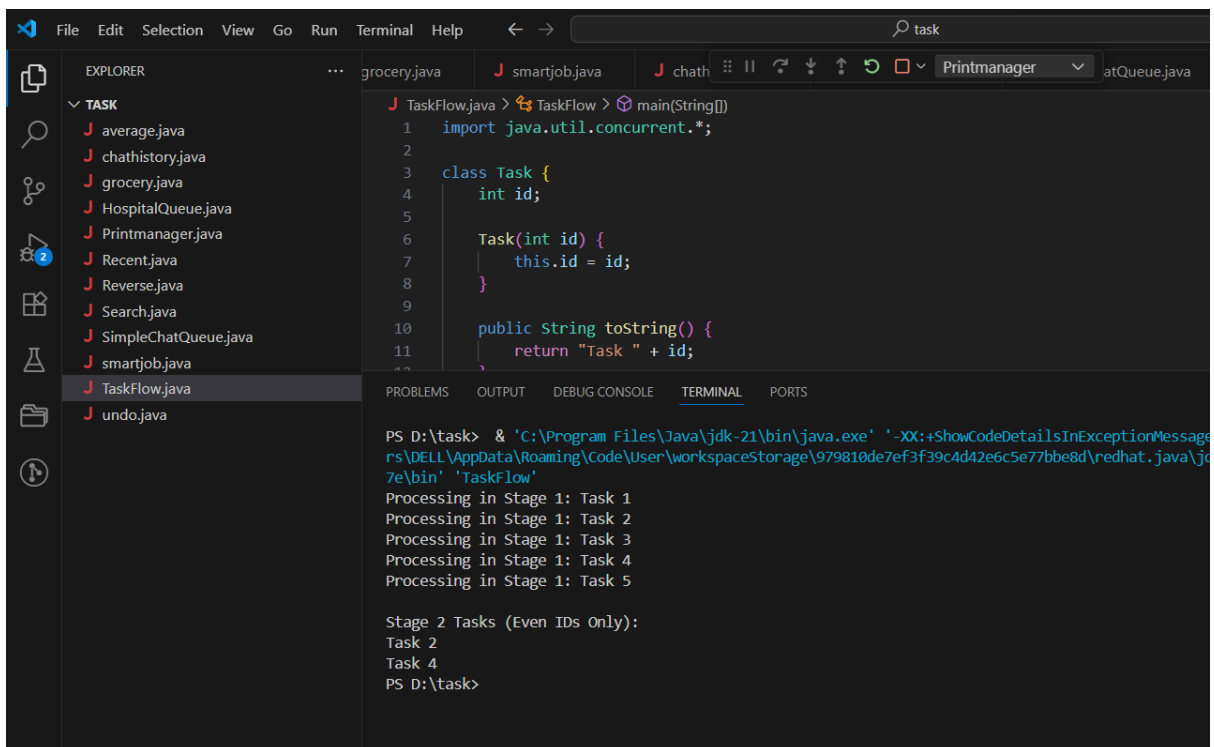 File Edit Selection View Go Run Terminal Help task
EXPLORER
TASK
average.java
chathistory.java
grocery.java
HospitalQueue.java
Printmanager.java
Recent.java
Reverse.java
Search.java
SimpleChatQueue.java
smartjob.java
TaskFlow.java
undo.java
2
grocery.java smartjob.java chath Printmanager atQueue.java
TaskFlow.java > TaskFlow > main(String[])
1 import java.util.concurrent.*;
2
3 class Task {
4 int id;
5
6 Task(int id) {
7 this.id = id;
8 }
9
10 public String toString() {
11 return "Task " + id;
12 }
PROBLEMS OUTPUT DEBUG CONSOLE TERMINAL PORTS
PS D:\task> & 'C:\Program Files\Java\jdk-21\bin\java.exe' '-XX:+ShowCodeDetailsInExceptionMessage
rs\DELL\AppData\Roaming\Code\User\workspaceStorage\979810de7ef3f39c4d42e6c5e77bbe8d\redhat.java\jd
7e\bin' 'TaskFlow'
Processing in Stage 1: Task 1
Processing in Stage 1: Task 2
Processing in Stage 1: Task 3
Processing in Stage 1: Task 4
Processing in Stage 1: Task 5
Stage 2 Tasks (Even IDs Only):
Task 2
Task 4
PS D:\task>